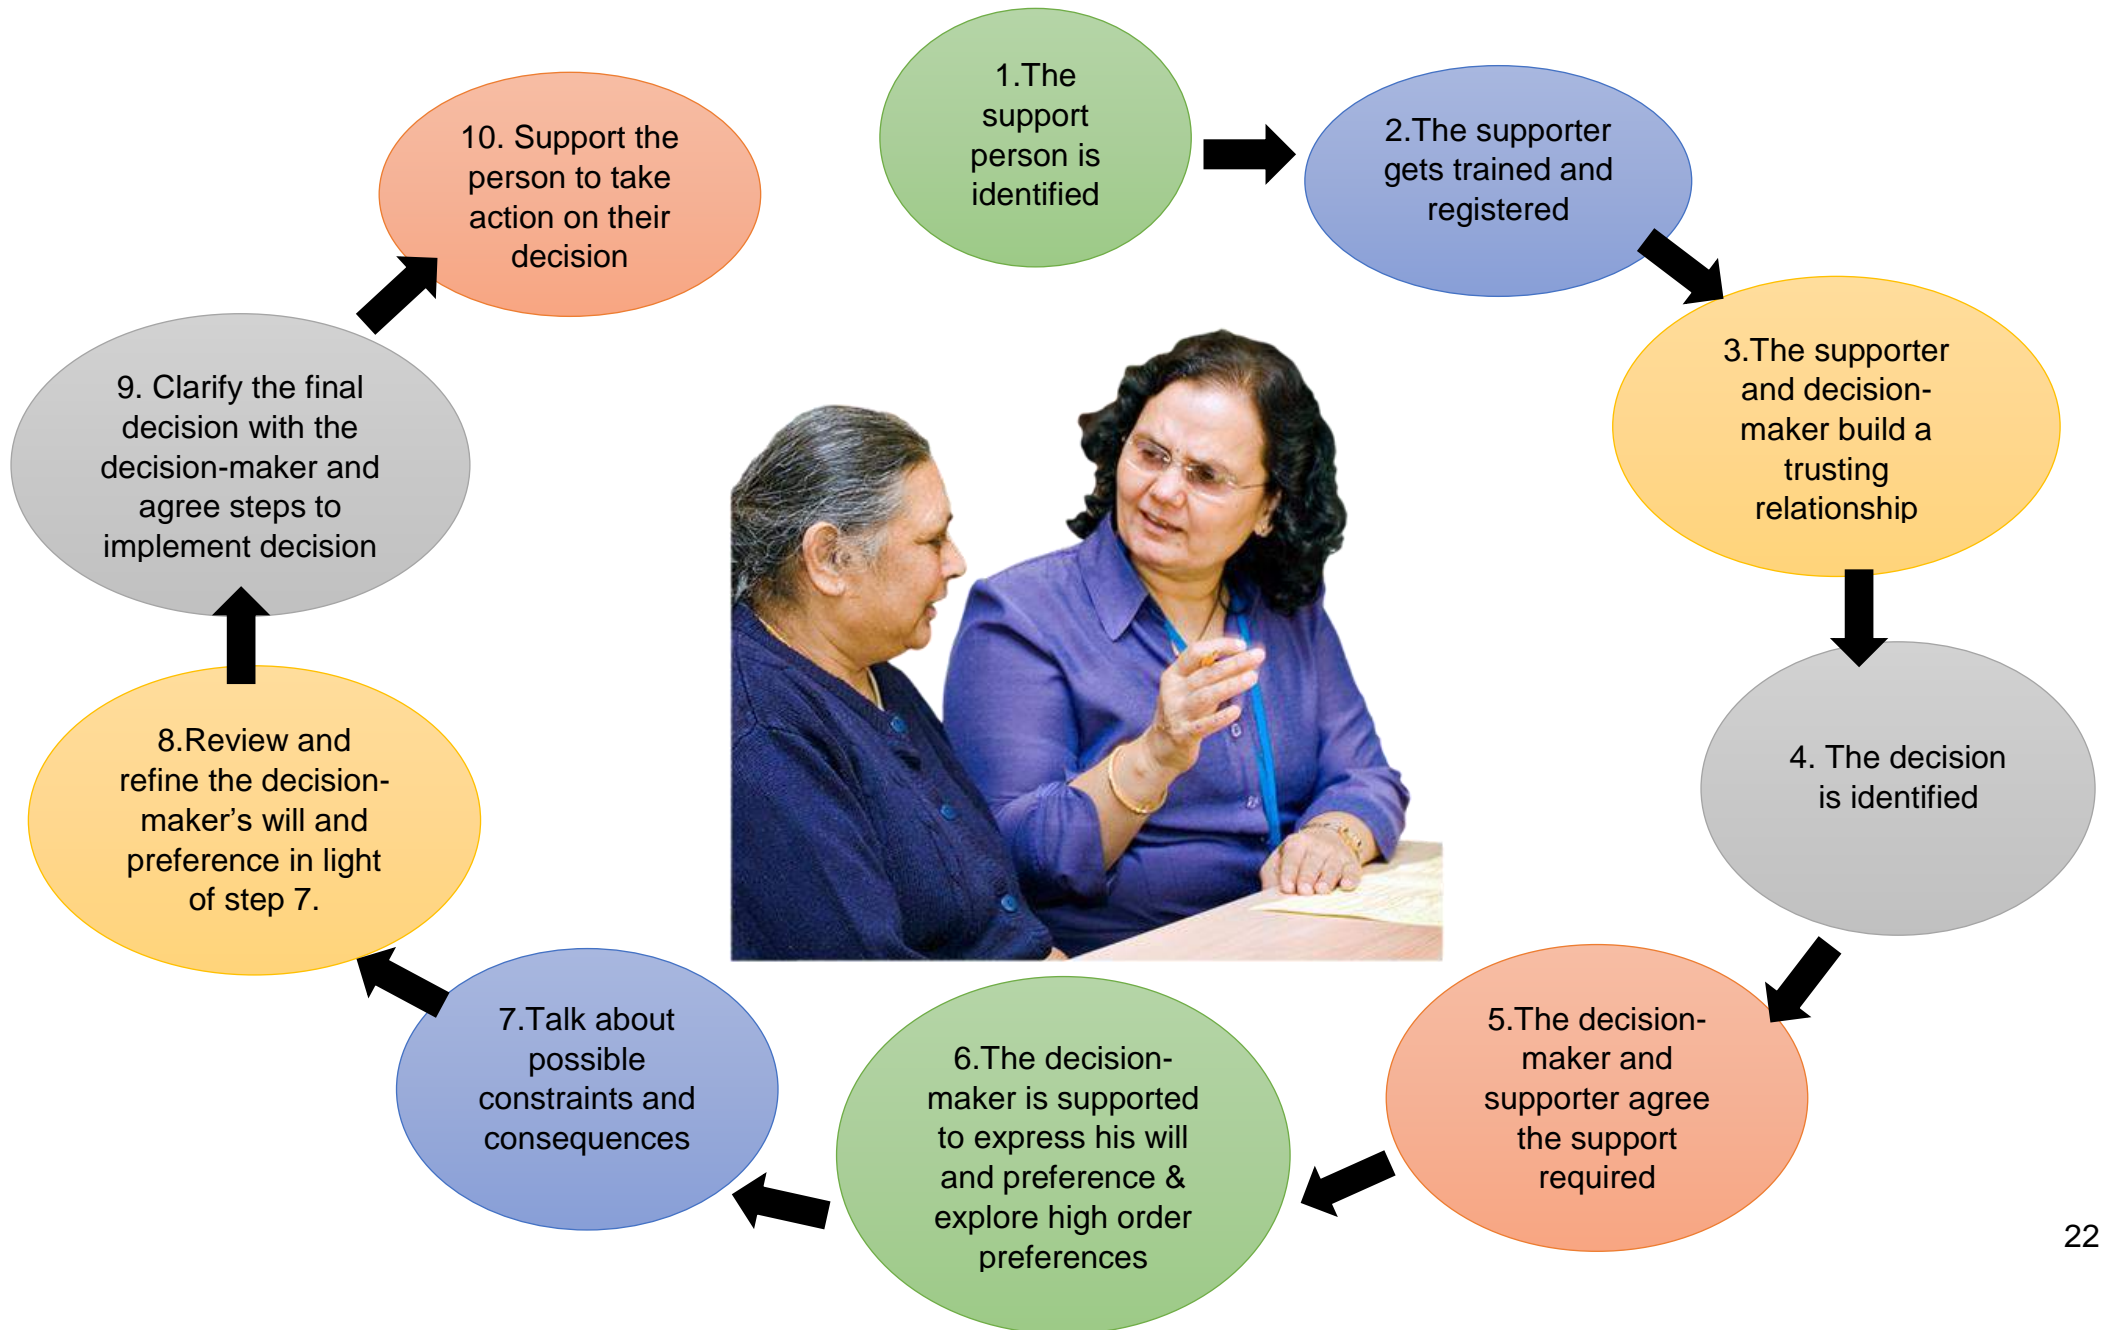 1.The
support
person is
identified
2.The supporter
gets trained and
registered
3.The supporter
and decision-
maker build a
trusting
relationship
4. The decision
is identified
5.The decision-
maker and
supporter agree
the support
required
6.The decision-
maker is supported
to express his will
and preference &
explore high order
preferences
7.Talk about
possible
constraints and
consequences
8.Review and
refine the decision-
maker’s will and
preference in light
of step 7.
9. Clarify the final
decision with the
decision-maker and
agree steps to
implement decision
10. Support the
person to take
action on their
decision
22